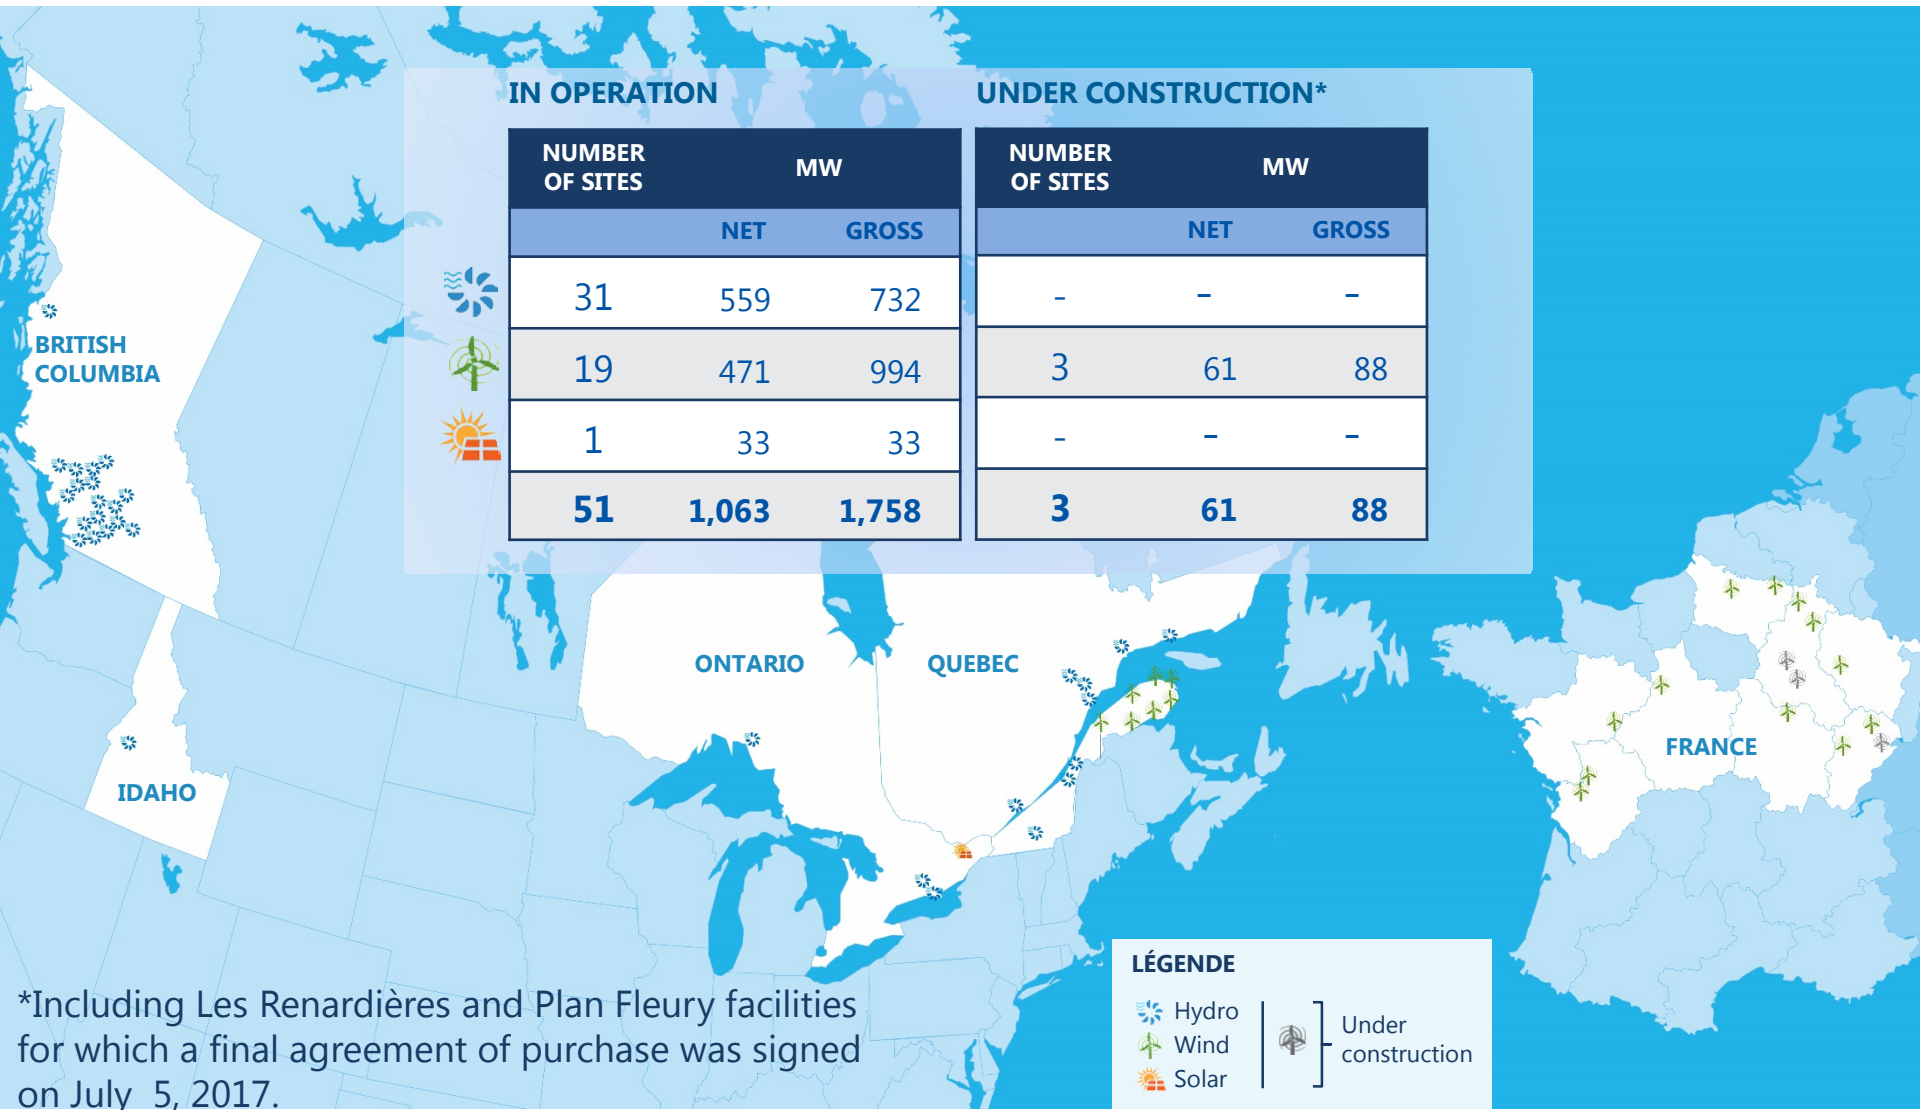 IN OPERATION
UNDER CONSTRUCTION*
NUMBER OF SITES MW
NET GROSS
31 559 732
19 471 994
1 33 33
51 1,063 1,758
NUMBER OF SITES MW
NET GROSS
- - -
3 61 88
- - -
3 61 88
BRITISH
COLUMBIA
IDAHO
ONTARIO
QUEBEC
FRANCE
*Including Les Renardières and Plan Fleury facilities
for which a final agreement of purchase was signed
on July 5, 2017.
LÉGENDE
Hydro
Wind
Solar
Under
construction